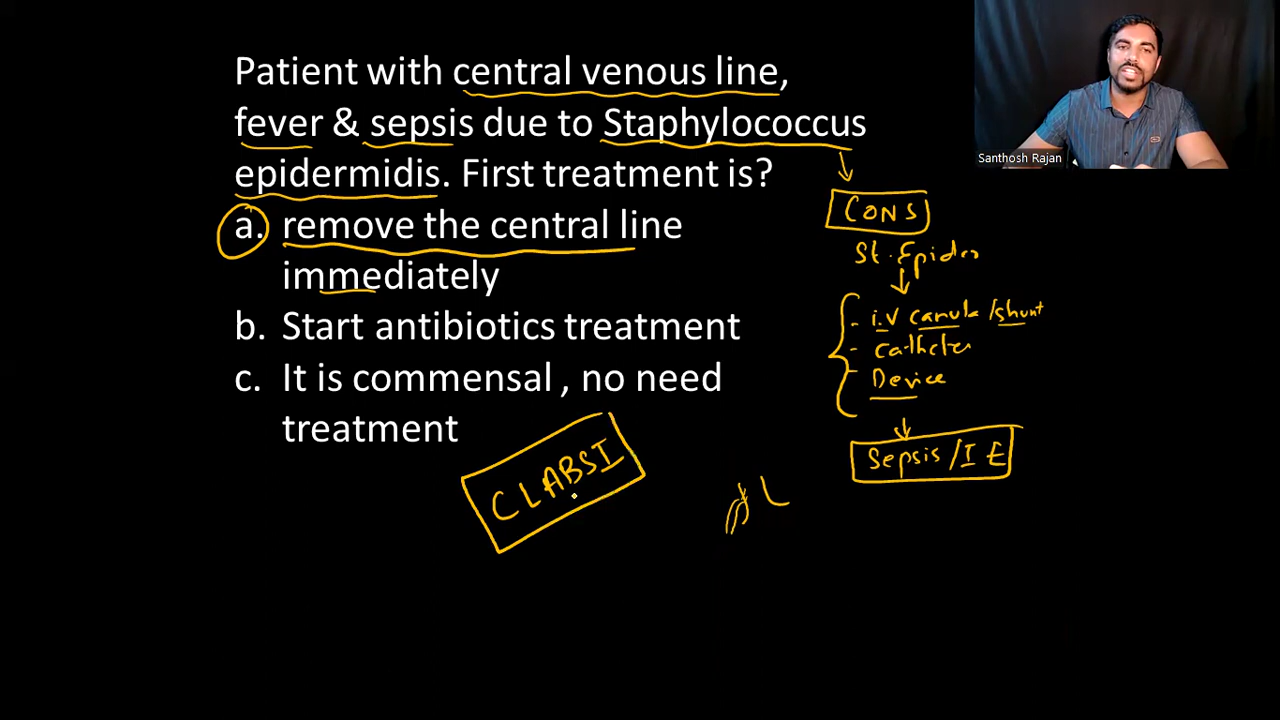 Patient with central venous line,
fever & sepsis due to Staphylococcus
epidermidis. First treatment is?
a. remove the central line
immediately
b. Start antibiotics treatment
c. It is commensal , no need
treatment
Santhosh Rajan
CONS
St. Epider
- i.V canula /shunt
- Catheter
- Device
Sepsis / I E
CLABSI